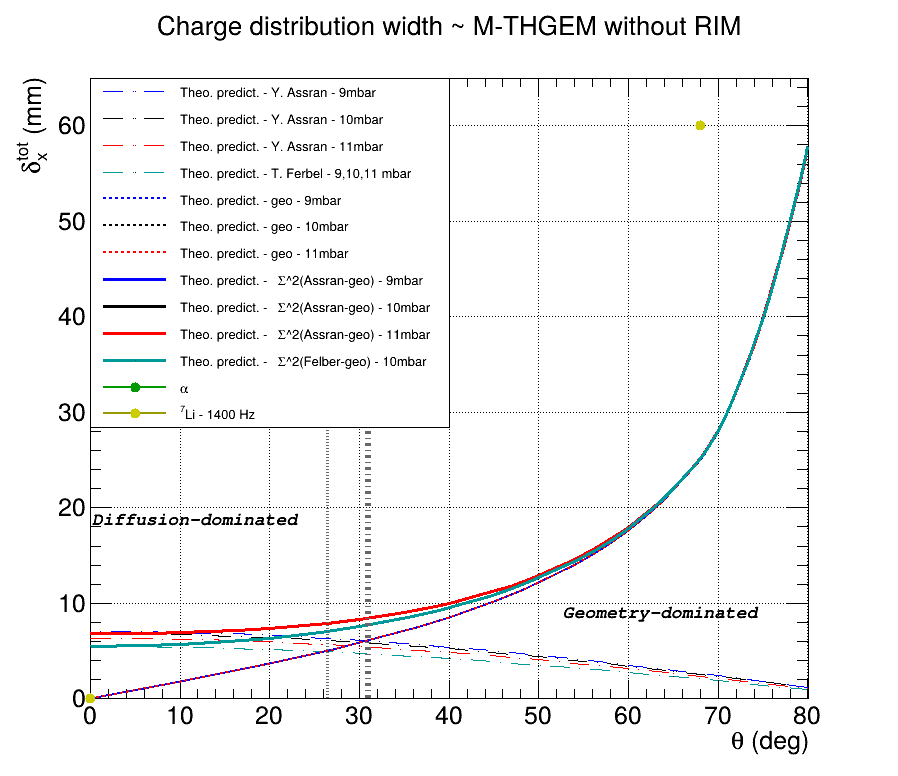 Charge distribution width ~ M-THGEM without RIM
δx^tot (mm)
Theo. predict. - Y. Assran - 9mbar
Theo. predict. - Y. Assran - 10mbar
Theo. predict. - Y. Assran - 11mbar
Theo. predict. - T. Ferbel - 9,10,11 mbar
Theo. predict. - geo - 9mbar
Theo. predict. - geo - 10mbar
Theo. predict. - geo - 11mbar
Theo. predict. - Σ^2(Assran-geo) - 9mbar
Theo. predict. - Σ^2(Assran-geo) - 10mbar
Theo. predict. - Σ^2(Assran-geo) - 11mbar
Theo. predict. - Σ^2(Felber-geo) - 10mbar
α
⁷Li - 1400 Hz
60
50
40
30
20
10
0
Diffusion-dominated
Geometry-dominated
0 10 20 30 40 50 60 70 80
θ (deg)